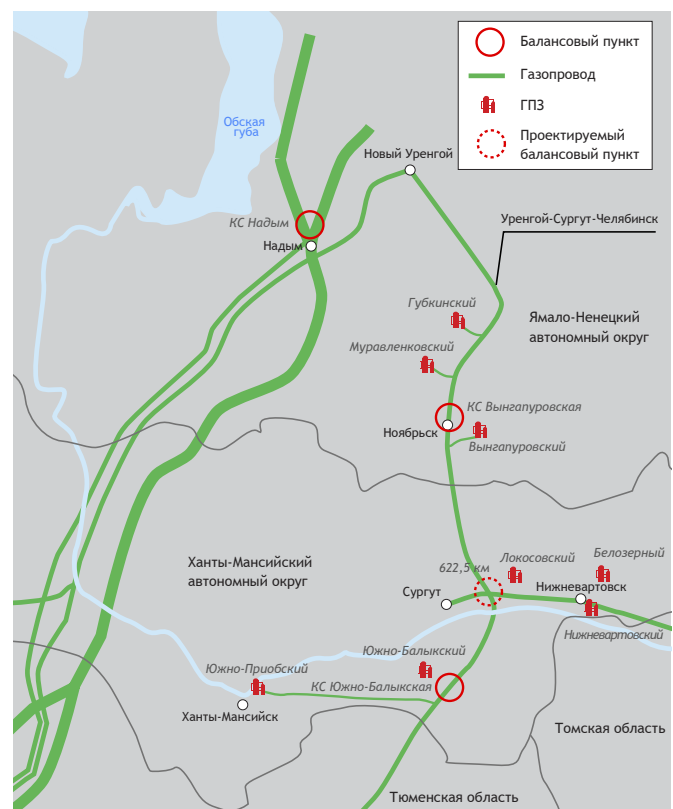 Балансовый пункт
Газопровод
ГПЗ
Проектируемый
балансовый пункт
Обская
губа
Новый Уренгой
КС Надым
Надым
Уренгой-Сургут-Челябинск
Губкинский
Ямало-Ненецкий
автономный округ
Муравленковский
КС Вынгапуровская
Ноябрьск
Вынгапуровский
Ханты-Мансийский
автономный округ
622,5 км
Локосовский
Белозерный
Сургут
Нижневартовск
Нижневартовский
Южно-Балыкский
Южно-Приобский
КС Южно-Балыкская
Ханты-Мансийск
Томская область
Тюменская область